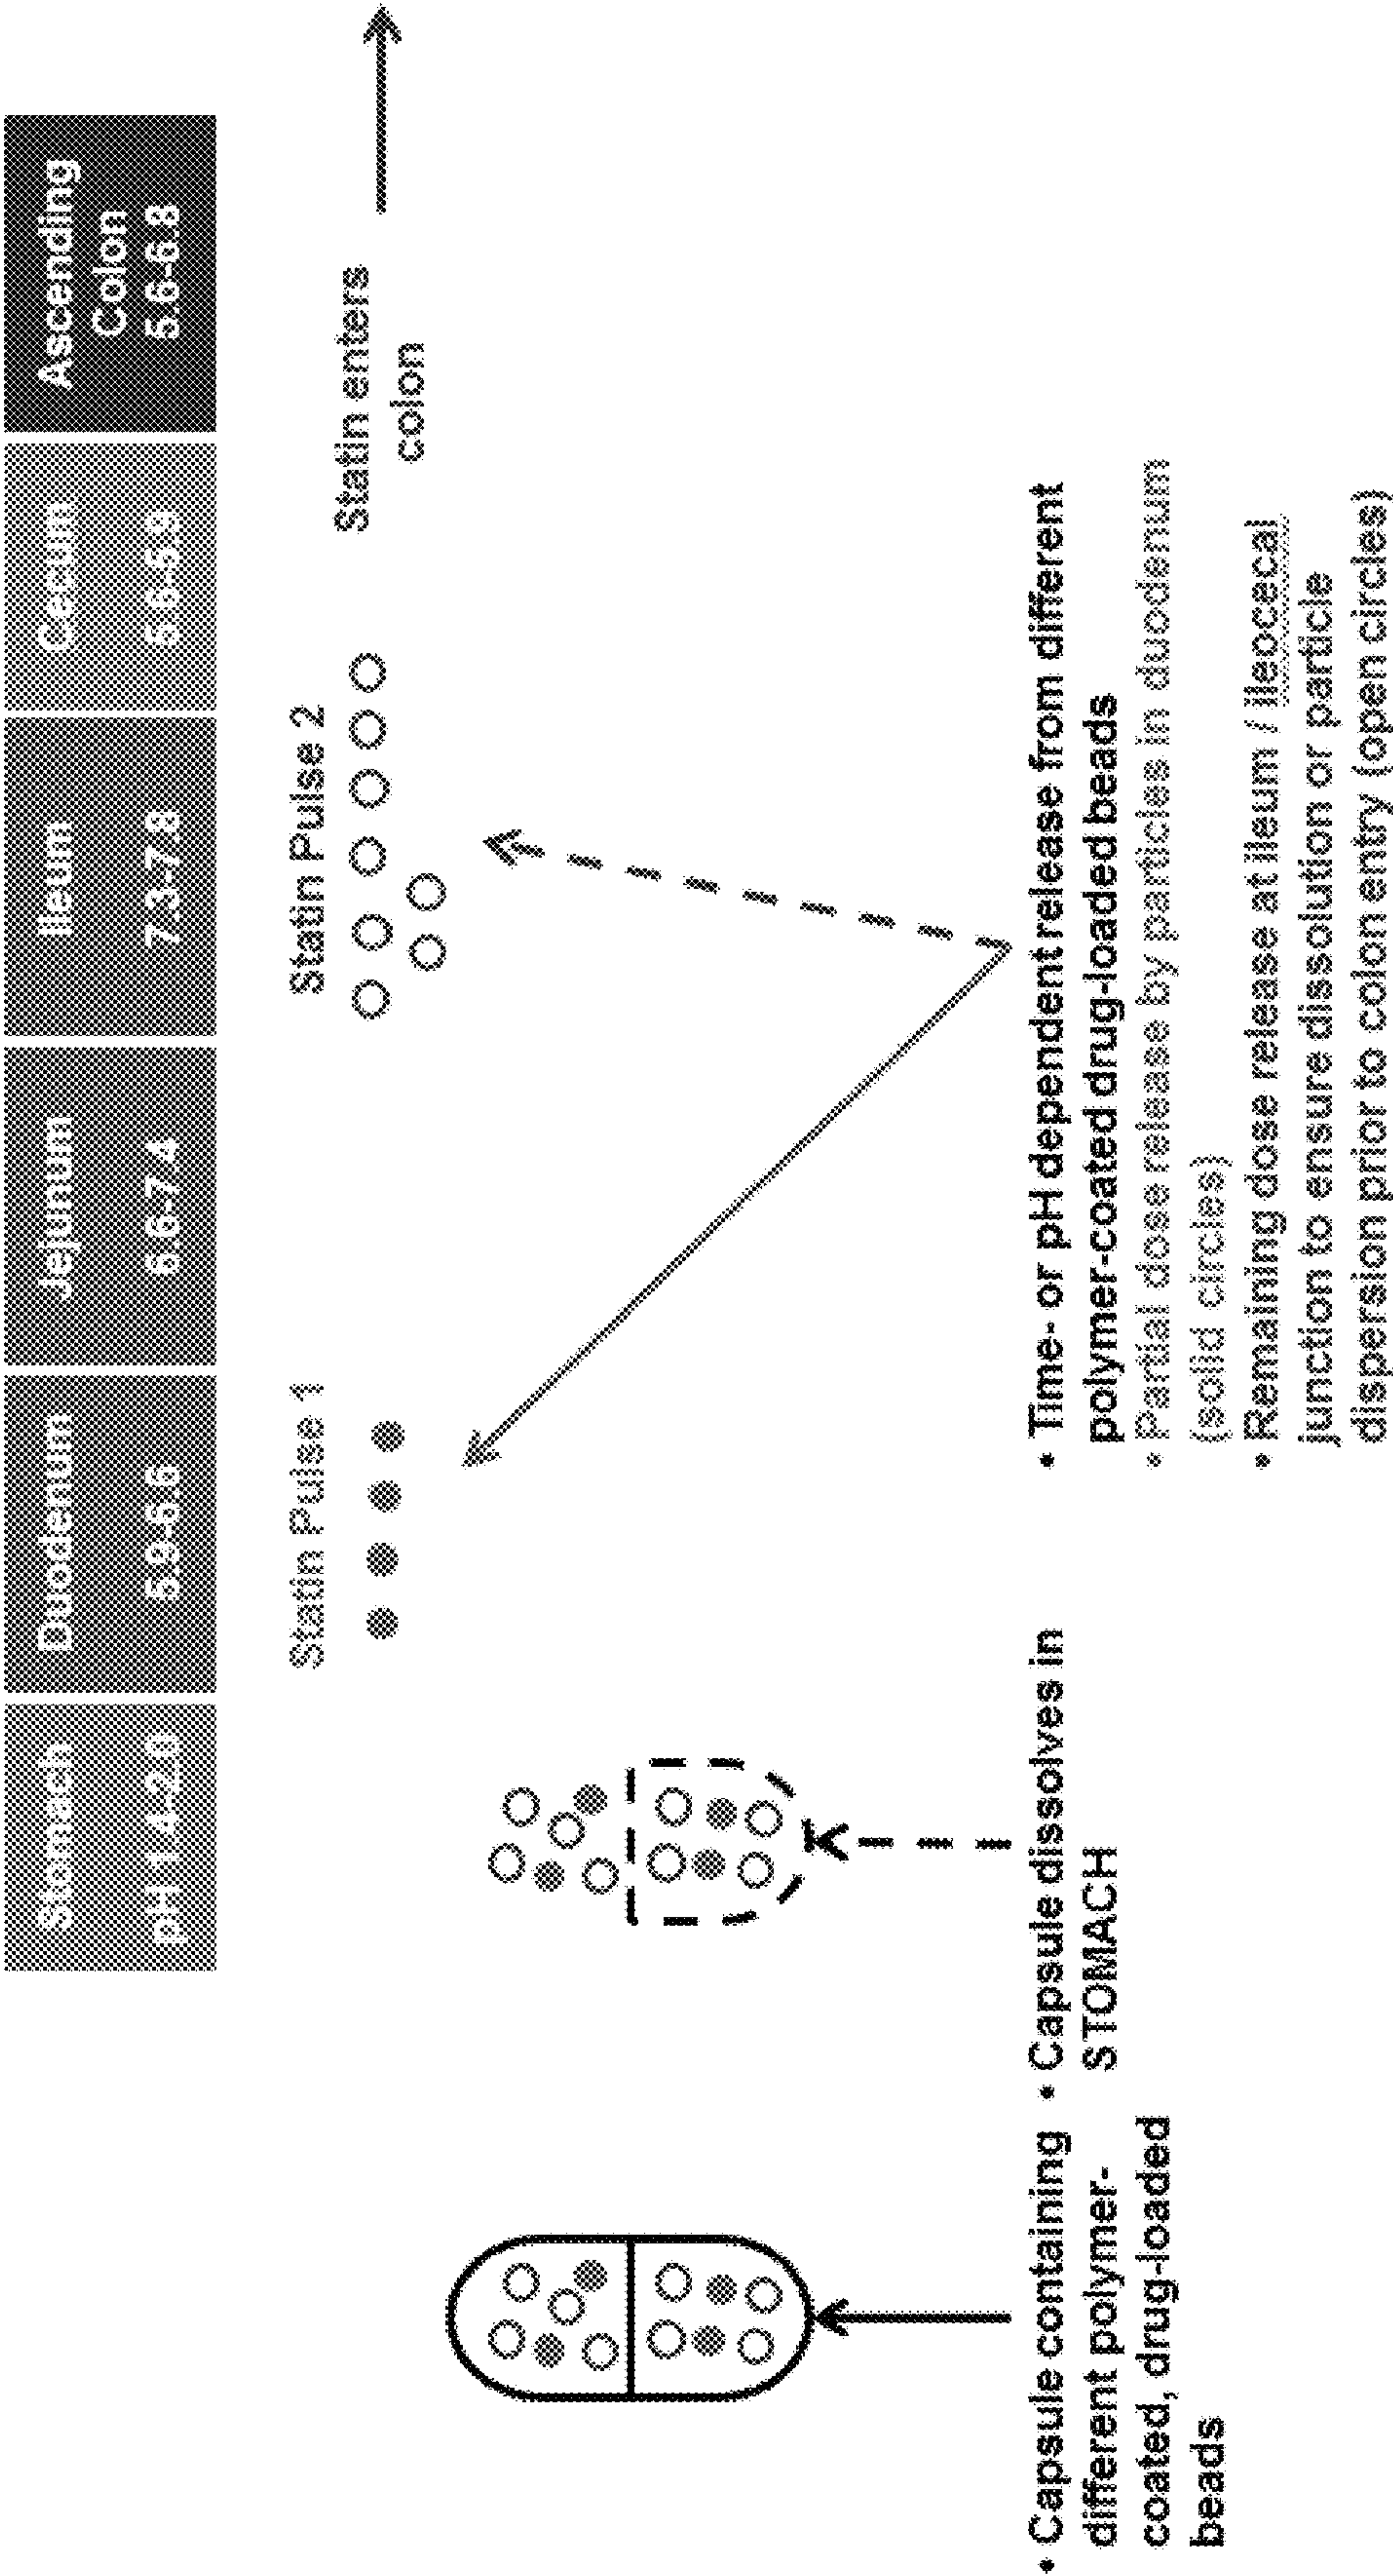 Stomach
pH 1.4-2.0
Duodenum
5.9-6.6
Jejunum
6.6-7.4
Ileum
7.3-7.8
Cecum
5.6-5.9
Ascending
Colon
5.6-6.8
Statin Pulse 1
Statin Pulse 2
Statin enters
colon
• Capsule containing
different polymer-
coated, drug-loaded
beads
• Capsule dissolves in
STOMACH
• Time- or pH dependent release from different
polymer-coated drug-loaded beads
• Partial dose release by particles in duodenum
(solid circles)
• Remaining dose release at ileum / ileocecal
junction to ensure dissolution or particle
dispersion prior to colon entry (open circles)